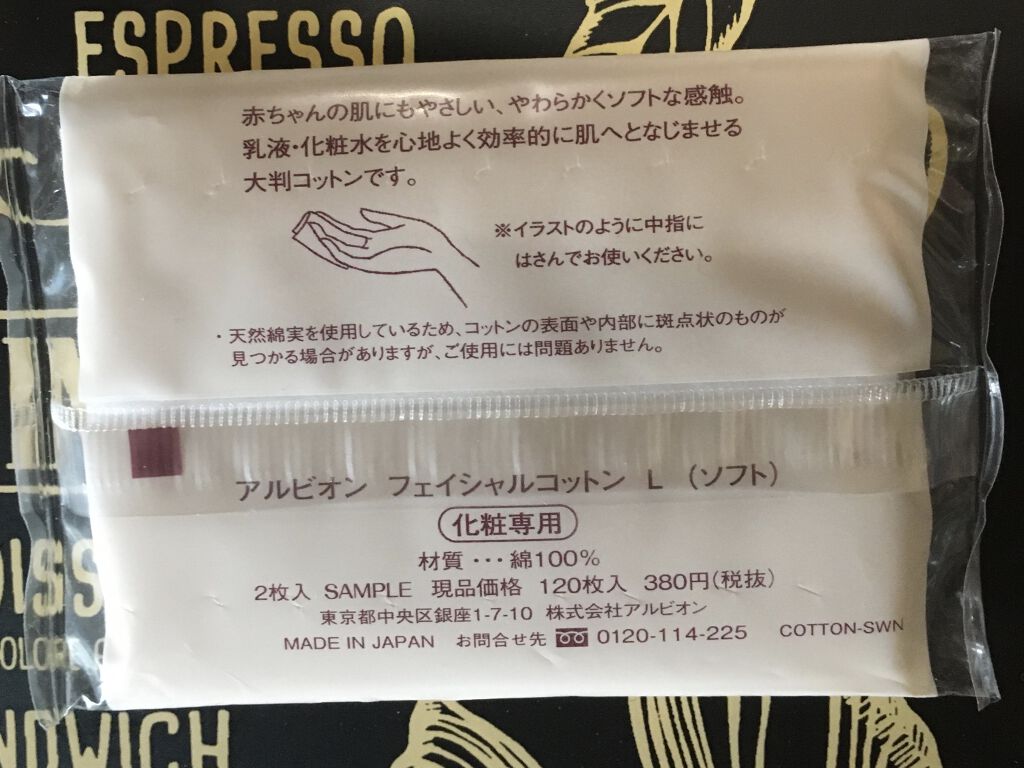 ESPRESSO
赤ちゃんの肌にもやさしい、やわらかくソフトな感触。
乳液・化粧水を心地よく効率的に肌へとなじませる
大判コットンです。
※イラストのように中指に
はさんでお使いください。
・天然綿実を使用しているため、コットンの表面や内部に斑点状のものが
見つかる場合がありますが、ご使用には問題ありません。
アルビオン フェイシャルコットン L (ソフト)
化粧専用
材質・・・綿100%
2枚入 SAMPLE 現品価格 120枚入 380円(税抜)
東京都中央区銀座1-7-10 株式会社アルビオン
MADE IN JAPAN お問合せ先 0120-114-225 COTTON-SWN